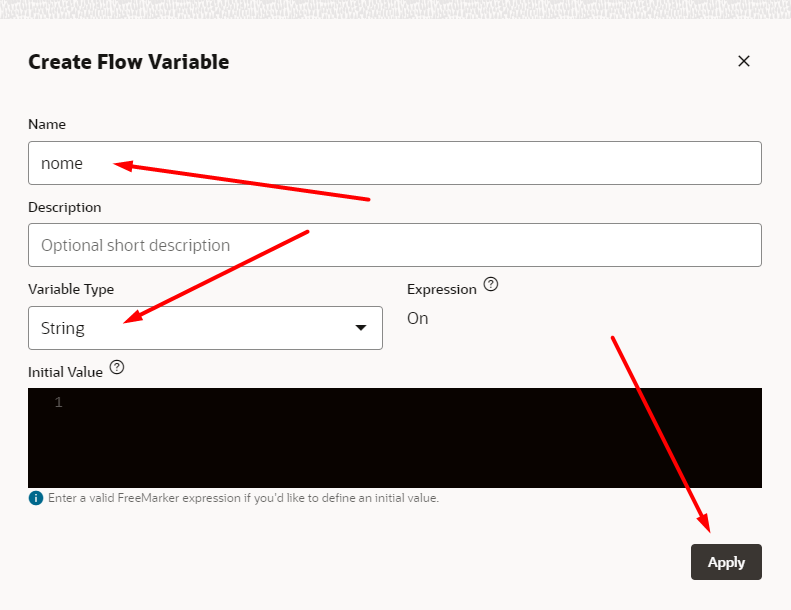 Create Flow Variable
Name
nome
Description
Optional short description
Variable Type
Expression ?
String
On
Initial Value ?
1
i Enter a valid FreeMarker expression if you'd like to define an initial value.
Apply